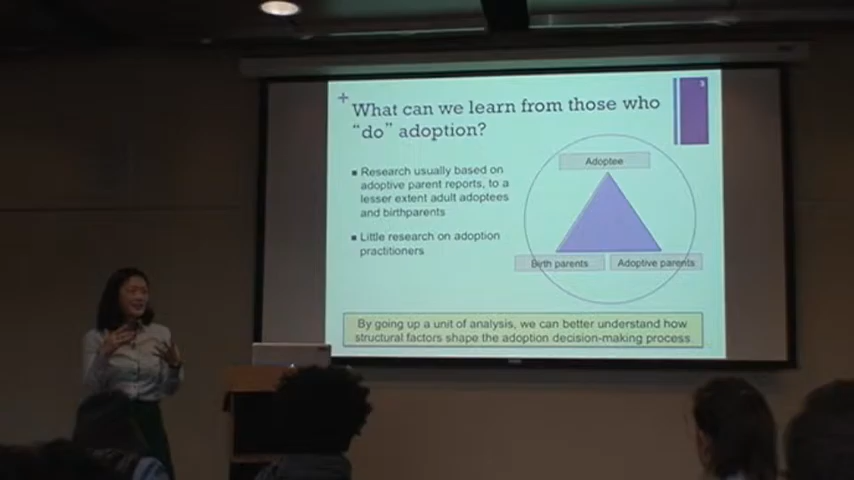 3
+
What can we learn from those who
"do" adoption?
Adoptee
▪ Research usually based on
adoptive parent reports, to a
lesser extent adult adoptees
and birthparents
▪ Little research on adoption
practitioners
Birth parents
Adoptive parents
By going up a unit of analysis, we can better understand how
structural factors shape the adoption decision-making process